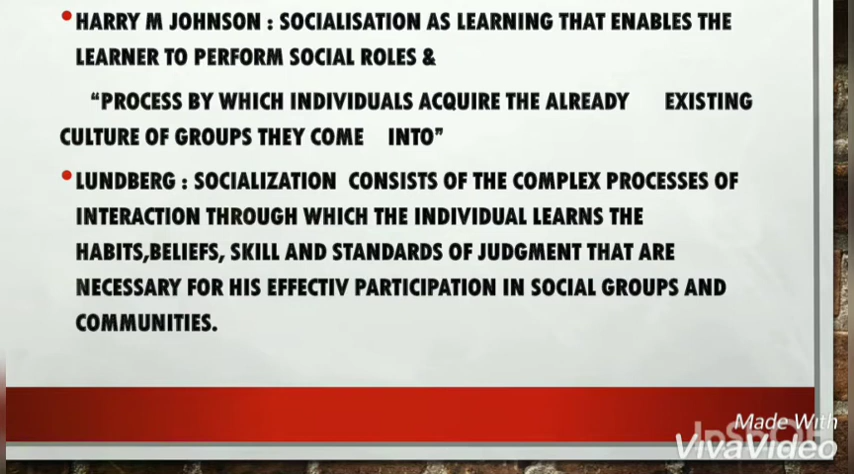 •HARRY M JOHNSON : SOCIALISATION AS LEARNING THAT ENABLES THE
LEARNER TO PERFORM SOCIAL ROLES &
“PROCESS BY WHICH INDIVIDUALS ACQUIRE THE ALREADY EXISTING
CULTURE OF GROUPS THEY COME INTO”
•LUNDBERG : SOCIALIZATION CONSISTS OF THE COMPLEX PROCESSES OF
INTERACTION THROUGH WHICH THE INDIVIDUAL LEARNS THE
HABITS,BELIEFS, SKILL AND STANDARDS OF JUDGMENT THAT ARE
NECESSARY FOR HIS EFFECTIV PARTICIPATION IN SOCIAL GROUPS AND
COMMUNITIES.
Made With
VivaVideo